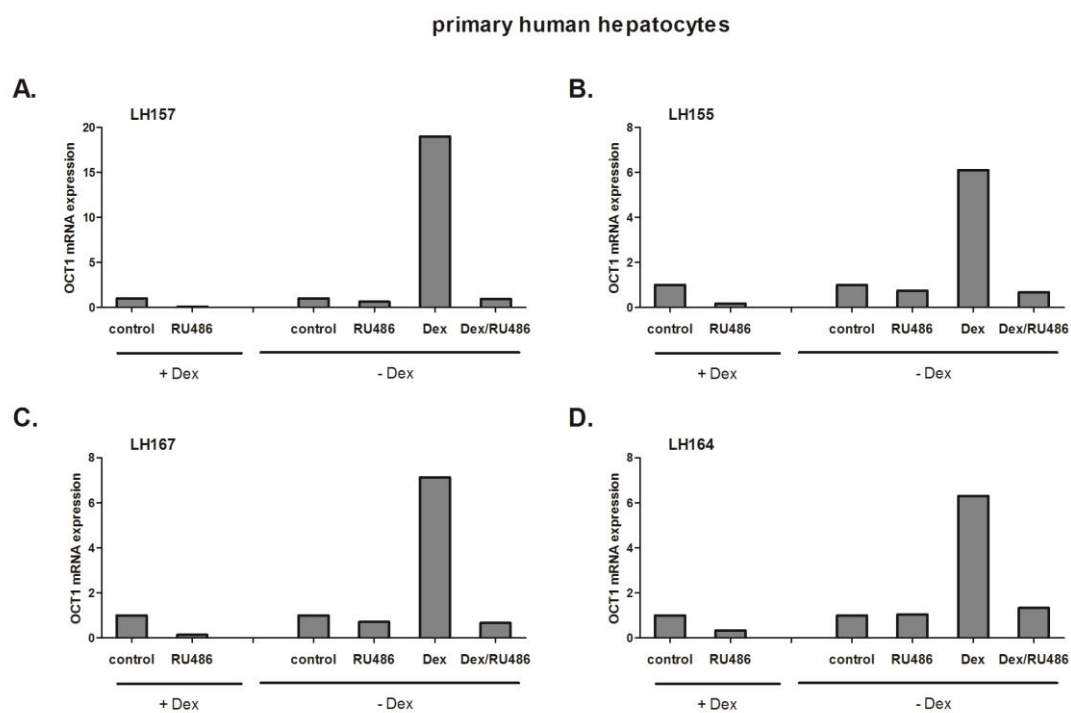 primary human hepatocytes
A.
LH157
OCT1 mRNA expression
20
15
10
5
0
control RU486 control RU486 Dex Dex/RU486
+ Dex - Dex
B.
LH155
OCT1 mRNA expression
8
6
4
2
0
control RU486 control RU486 Dex Dex/RU486
+ Dex - Dex
C.
LH167
OCT1 mRNA expression
8
6
4
2
0
control RU486 control RU486 Dex Dex/RU486
+ Dex - Dex
D.
LH164
OCT1 mRNA expression
8
6
4
2
0
control RU486 control RU486 Dex Dex/RU486
+ Dex - Dex